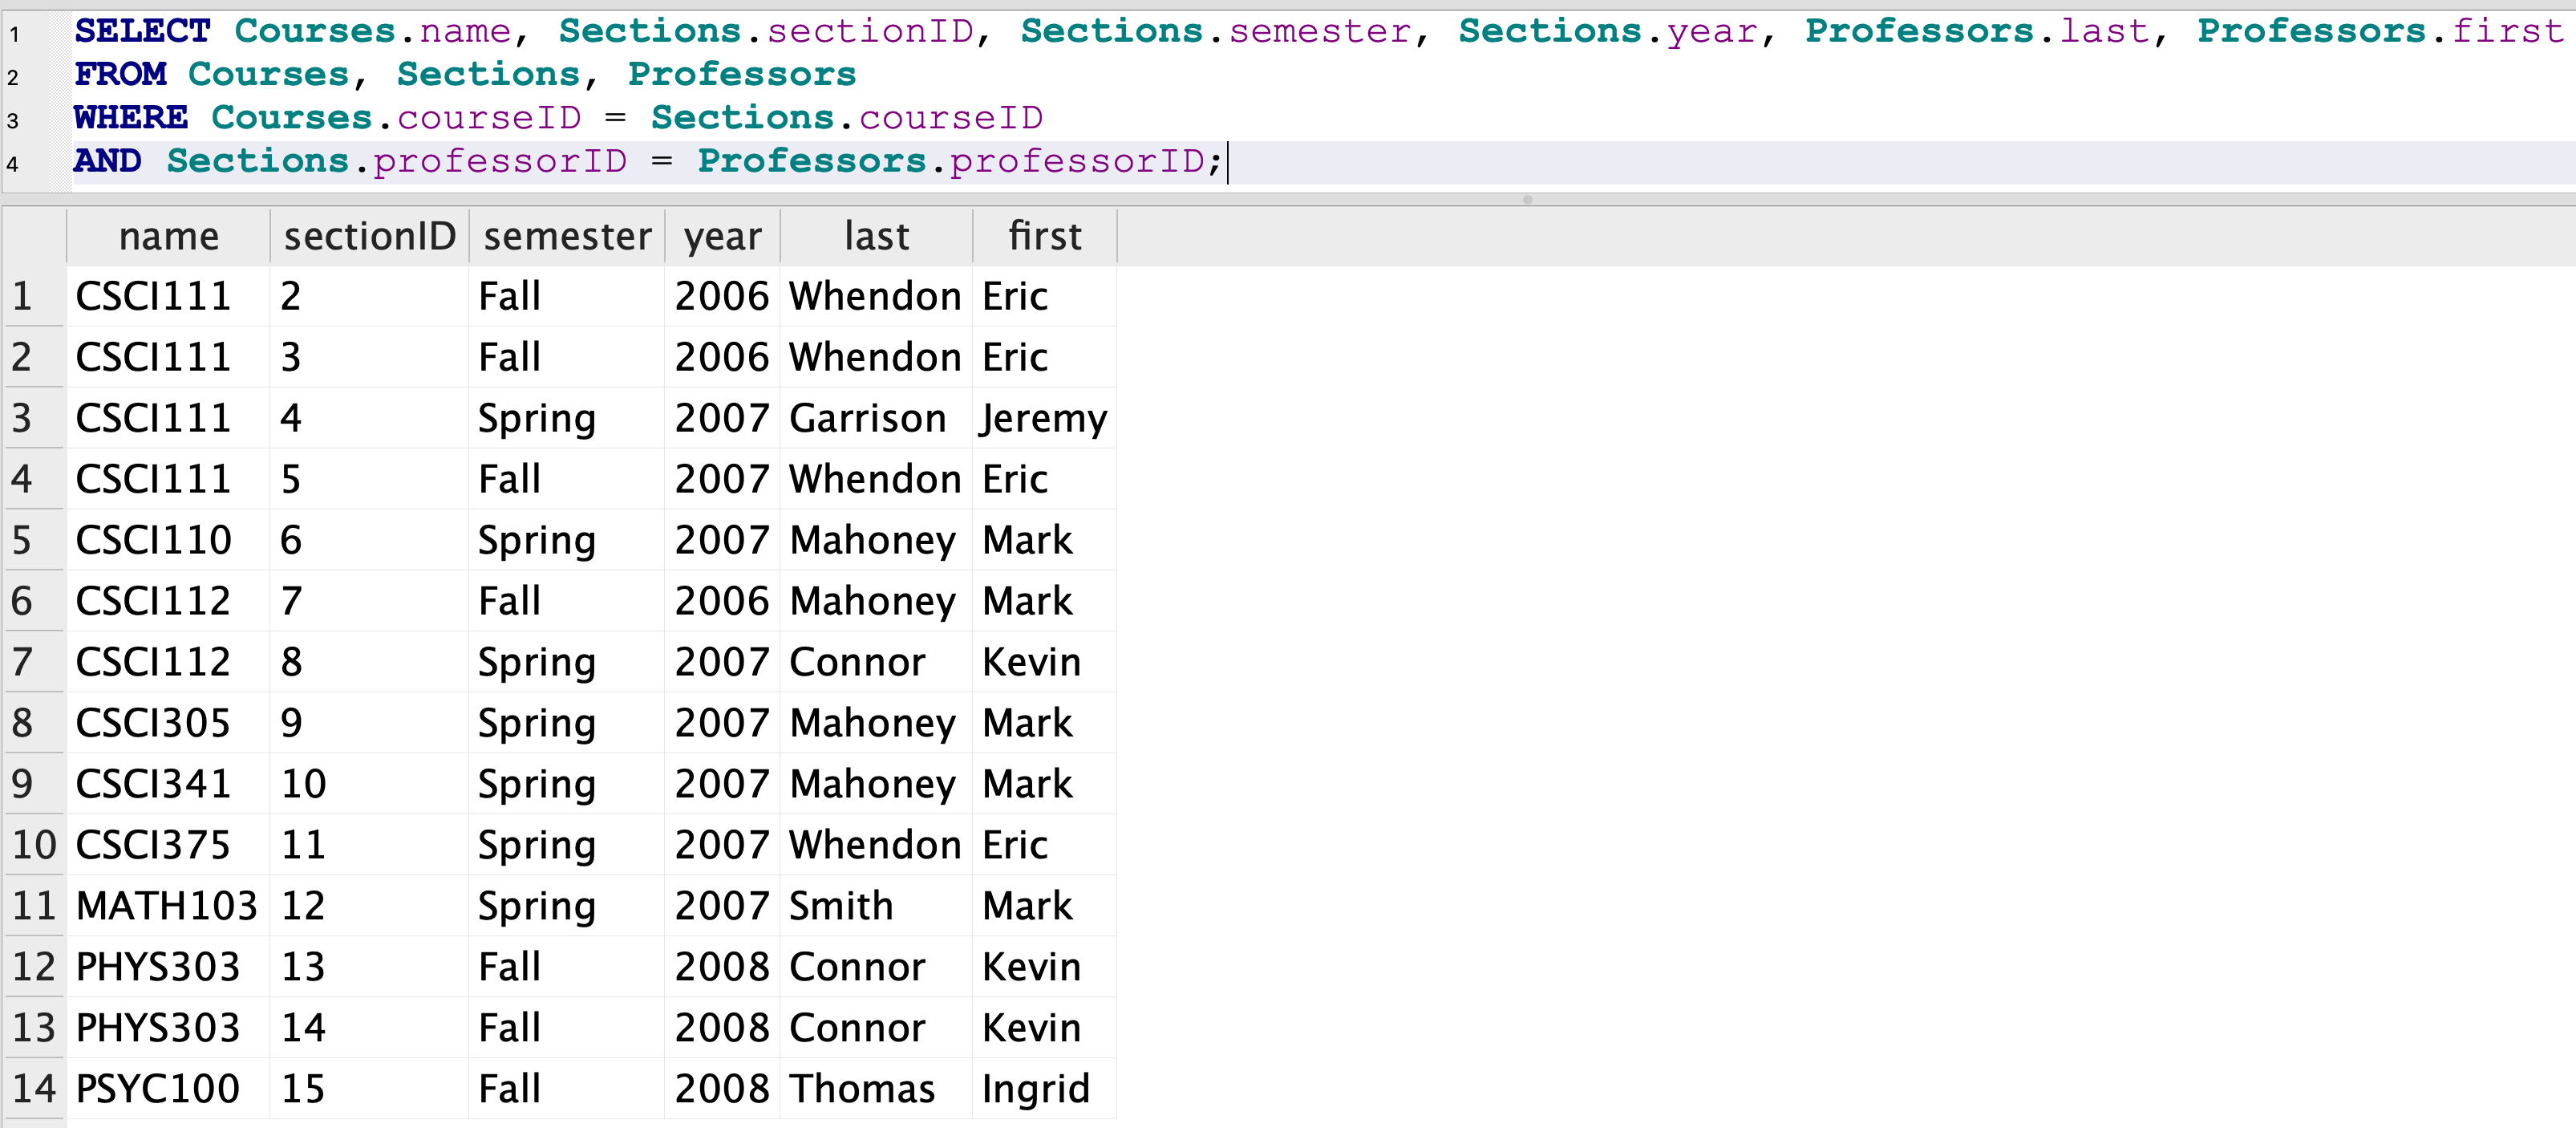 1 SELECT Courses.name, Sections.sectionID, Sections.semester, Sections.year, Professors.last, Professors.first
2 FROM Courses, Sections, Professors
3 WHERE Courses.courseID = Sections.courseID
4 AND Sections.professorID = Professors.professorID;
name sectionID semester year last first
1 CSCI111 2 Fall 2006 Whendon Eric
2 CSCI111 3 Fall 2006 Whendon Eric
3 CSCI111 4 Spring 2007 Garrison Jeremy
4 CSCI111 5 Fall 2007 Whendon Eric
5 CSCI110 6 Spring 2007 Mahoney Mark
6 CSCI112 7 Fall 2006 Mahoney Mark
7 CSCI112 8 Spring 2007 Connor Kevin
8 CSCI305 9 Spring 2007 Mahoney Mark
9 CSCI341 10 Spring 2007 Mahoney Mark
10 CSCI375 11 Spring 2007 Whendon Eric
11 MATH103 12 Spring 2007 Smith Mark
12 PHYS303 13 Fall 2008 Connor Kevin
13 PHYS303 14 Fall 2008 Connor Kevin
14 PSYC100 15 Fall 2008 Thomas Ingrid